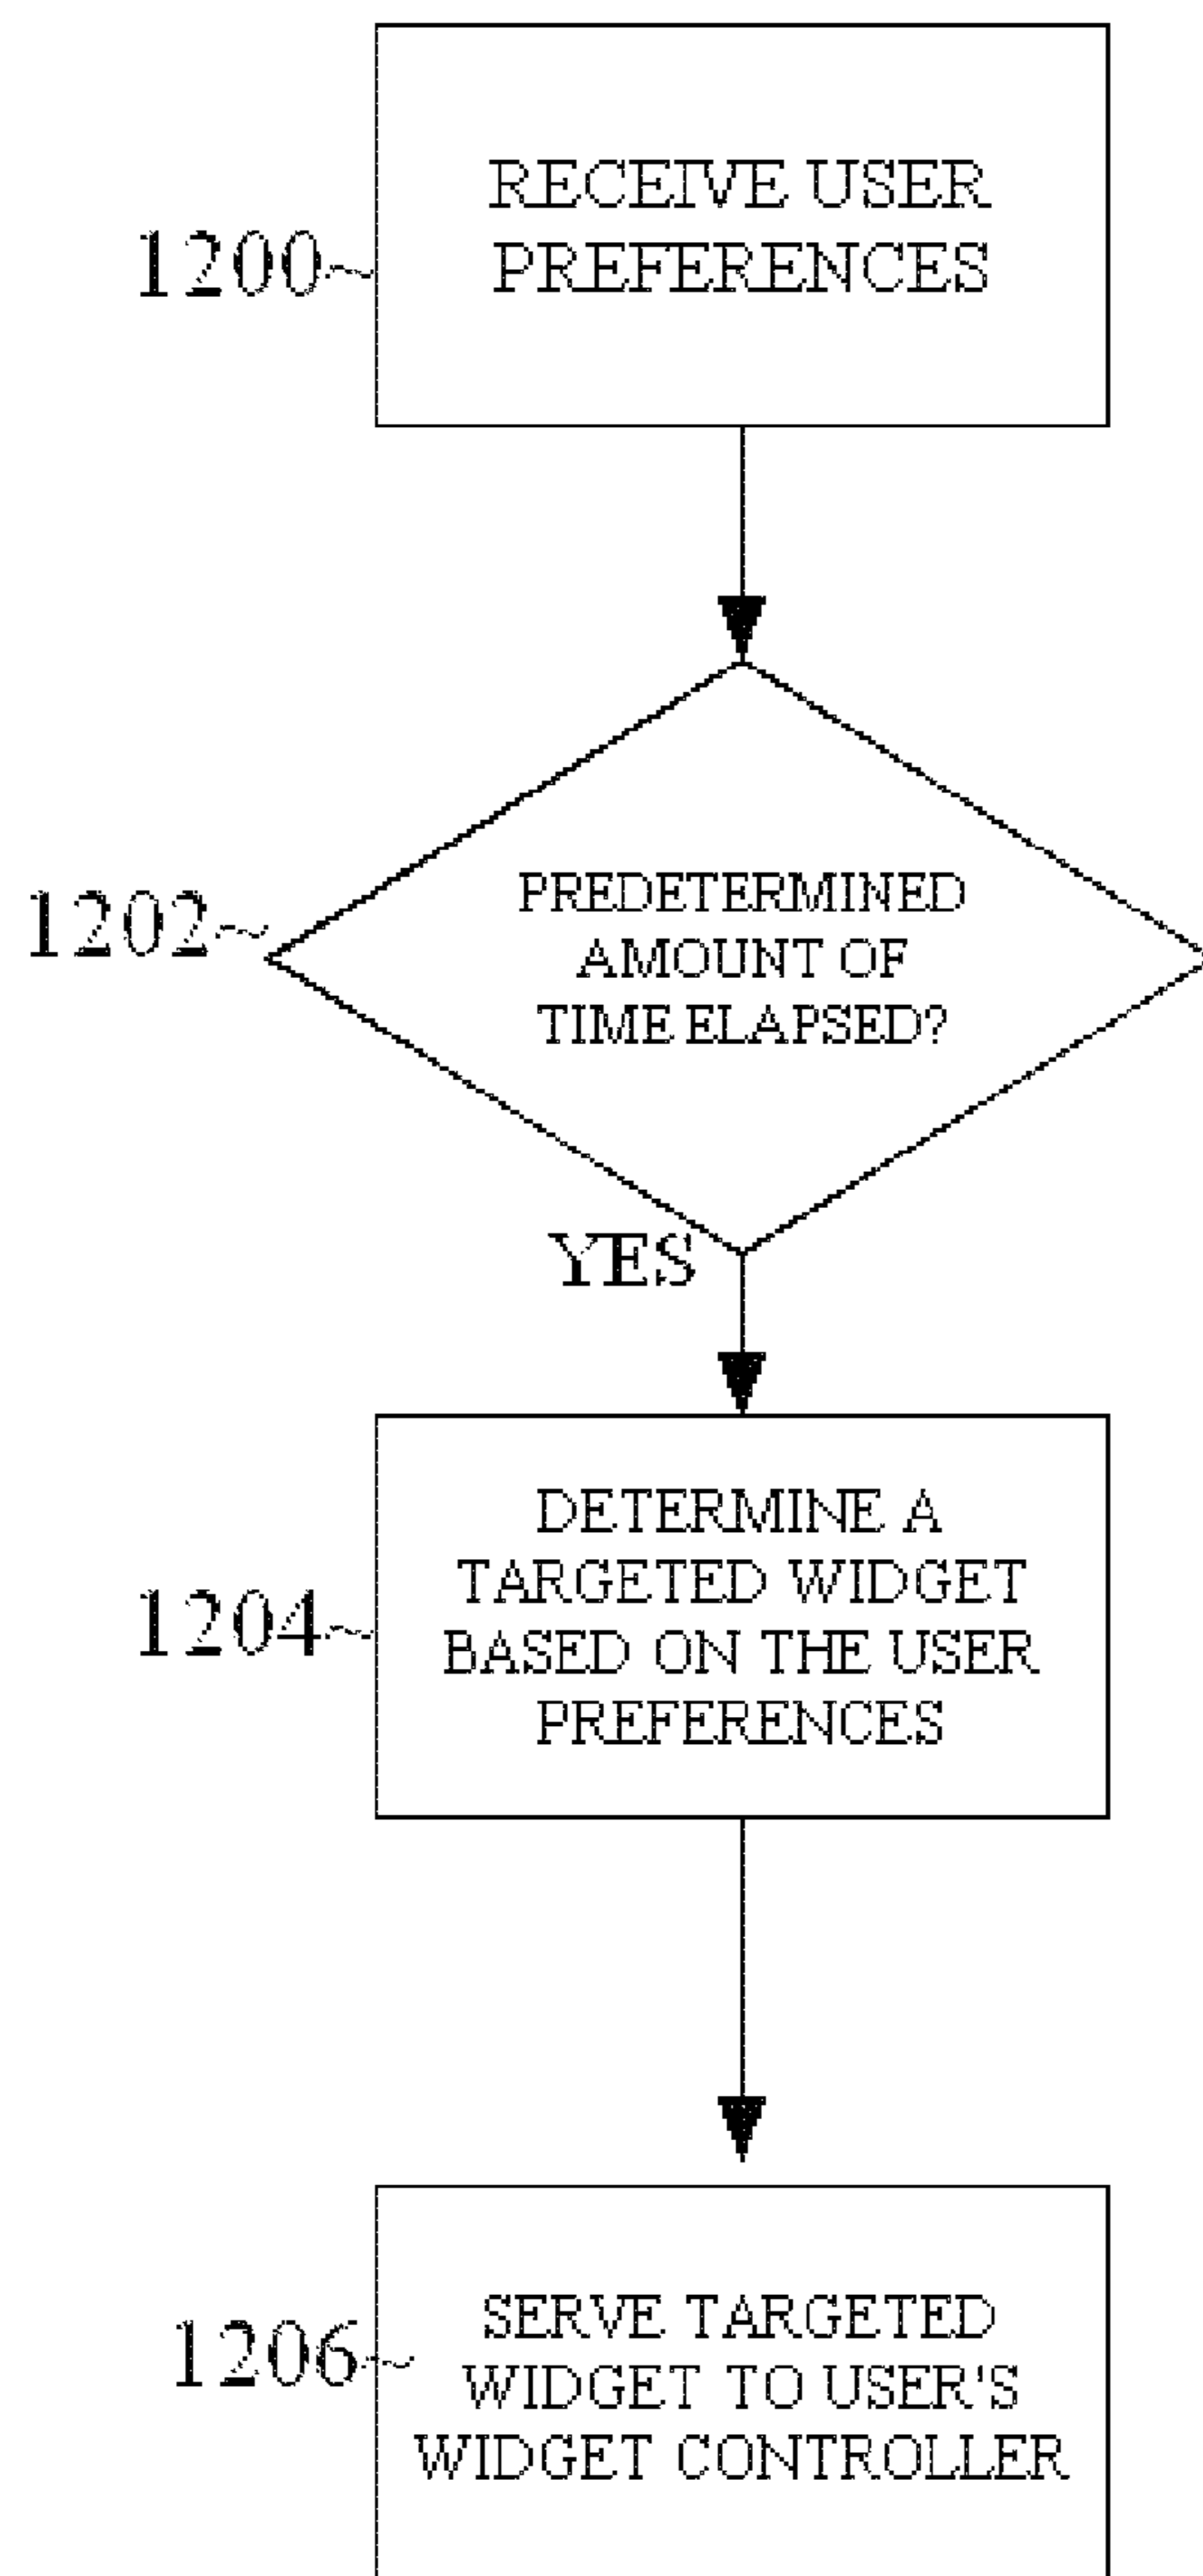 RECEIVE USER
PREFERENCES
1200
PREDETERMINED
AMOUNT OF
TIME ELAPSED?
1202
YES
DETERMINE A
TARGETED WIDGET
BASED ON THE USER
PREFERENCES
1204
SERVE TARGETED
WIDGET TO USER'S
WIDGET CONTROLLER
1206